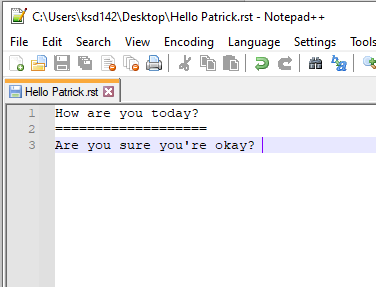 C:\Users\ksd142\Desktop\Hello Patrick.rst - Notepad++
File Edit Search View Encoding Language Settings Tools
Hello Patrick.rst
1 How are you today?
2 ===================
3 Are you sure you're okay?